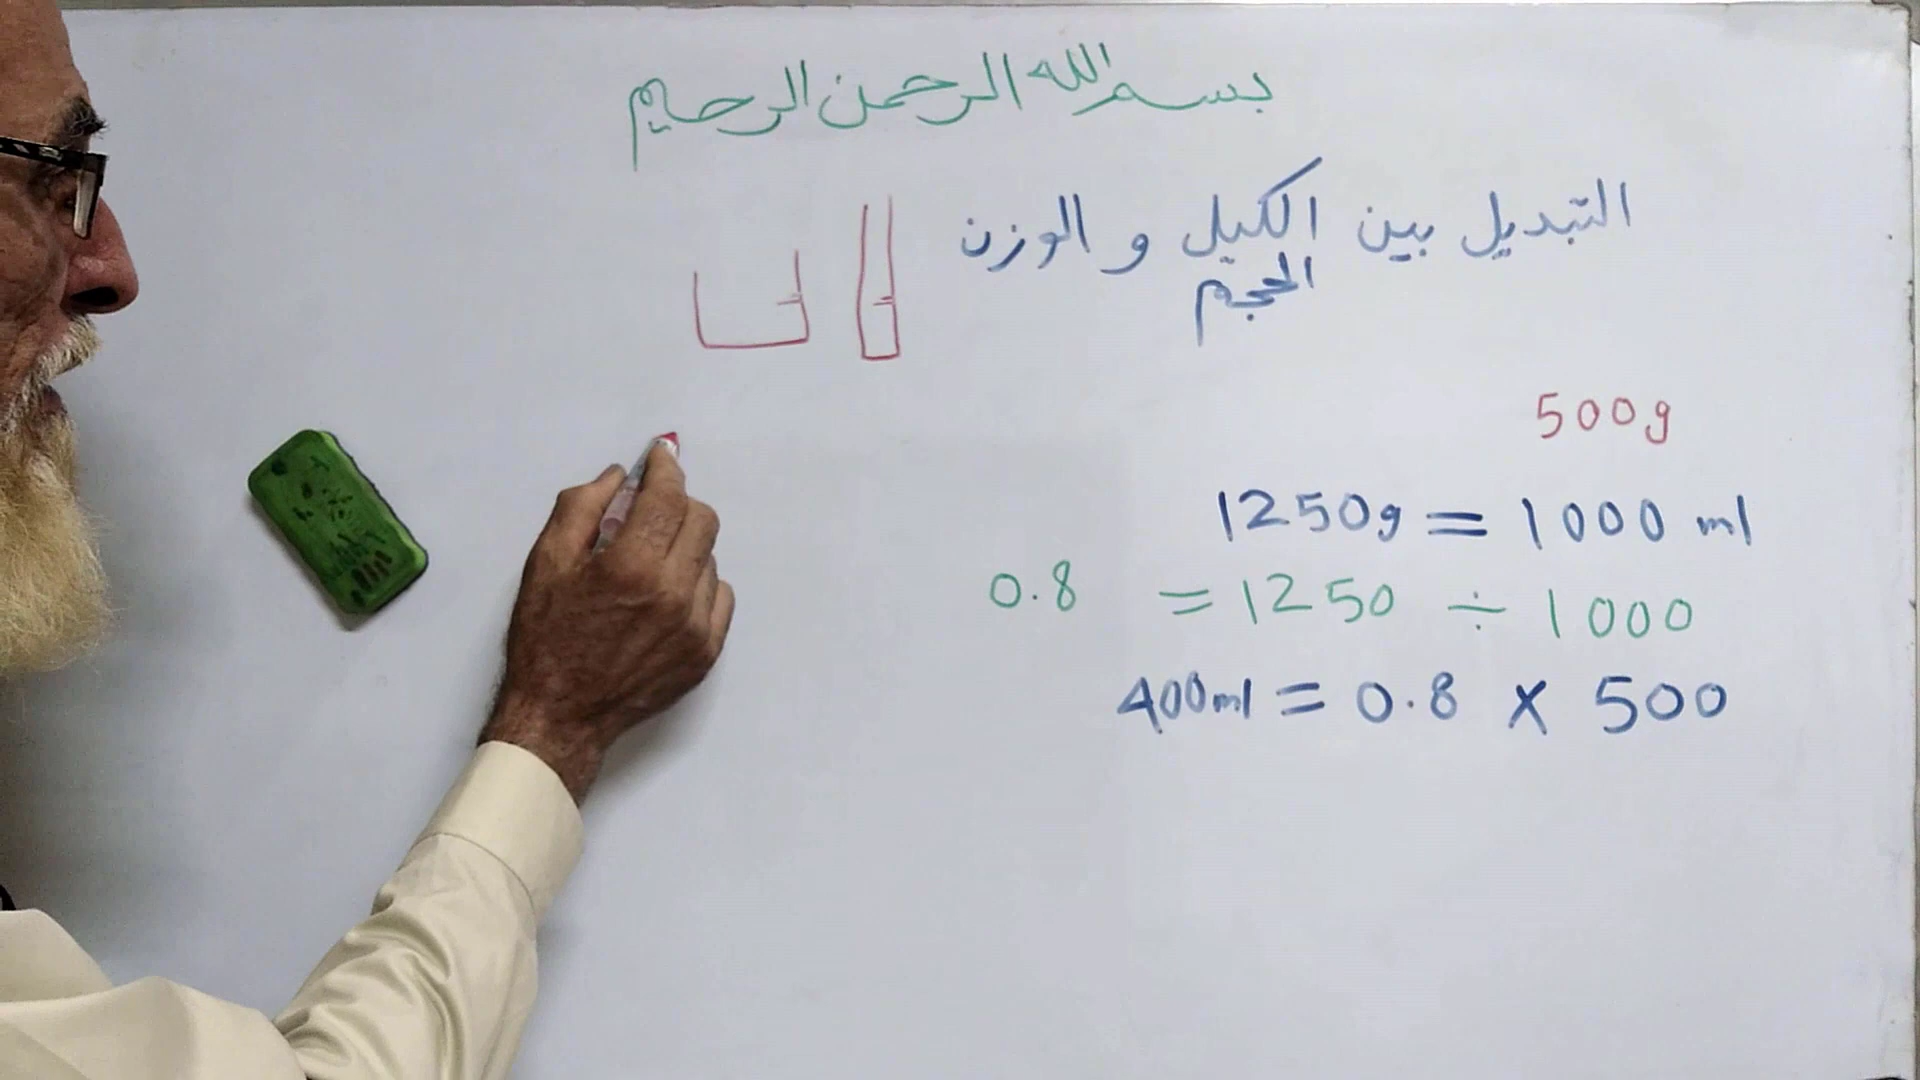 بسم الله الرحمن الرحيم
التبديل بين الكيل و الوزن
الحجم
500g
1250g = 1000 ml
0.8 = 1250 ÷ 1000
400ml = 0.8 × 500